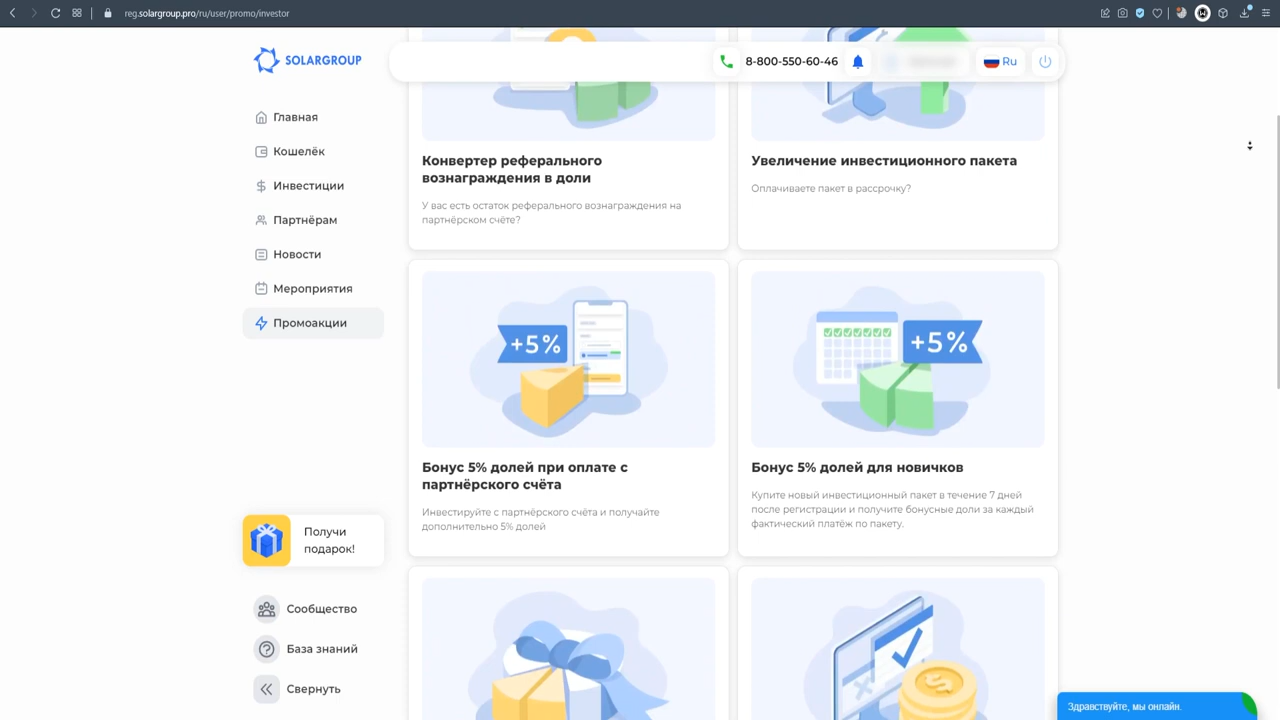 reg.solargroup.pro/ru/user/promo/investor
SOLARGROUP
8-800-550-60-46
Ru
Главная
Кошелёк
Инвестиции
Партнёрам
Новости
Мероприятия
Промоакции
Получи
подарок!
Сообщество
База знаний
Свернуть
Конвертер реферального
вознаграждения в доли
У вас есть остаток реферального вознаграждения на
партнёрском счёте?
Увеличение инвестиционного пакета
Оплачиваете пакет в рассрочку?
+5%
Бонус 5% долей при оплате с
партнёрского счёта
Инвестируйте с партнёрского счёта и получайте
дополнительно 5% долей
+5%
Бонус 5% долей для новичков
Купите новый инвестиционный пакет в течение 7 дней
после регистрации и получите бонусные доли за каждый
фактический платёж по пакету.
Здравствуйте, мы онлайн.